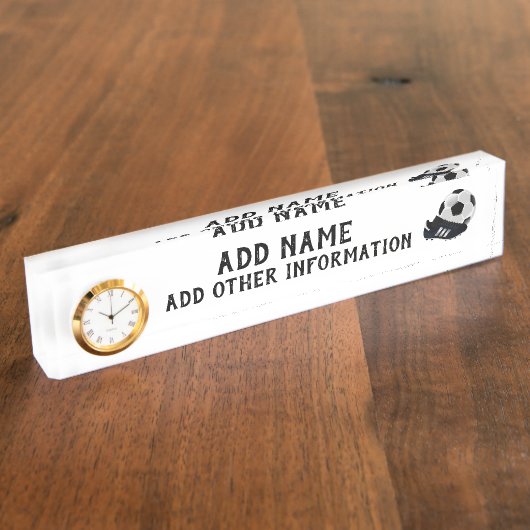 ADD NAME
ADD OTHER INFORMATION